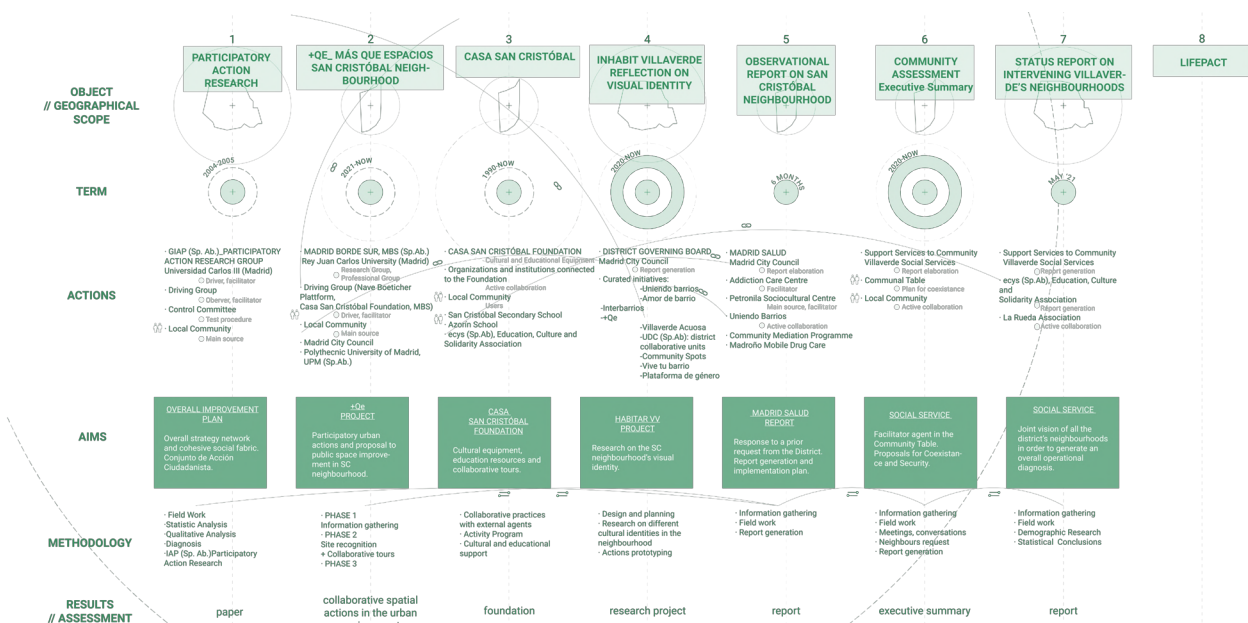 1
2
3
4
5
6
7
8
PARTICIPATORY
ACTION
RESEARCH
+QE_ MÁS QUE ESPACIOS
SAN CRISTÓBAL NEIGH-
BOURHOOD
CASA SAN CRISTÓBAL
INHABIT VILLAVERDE
REFLECTION ON
VISUAL IDENTITY
OBSERVATIONAL
REPORT ON SAN
CRISTÓBAL
NEIGHBOURHOOD
COMMUNITY
ASSESSMENT
Executive Summary
STATUS REPORT ON
INTERVENING VILLAVER-
DE'S NEIGHBOURHOODS
LIFEPACT
OBJECT
// GEOGRAPHICAL
SCOPE
TERM
2004-2005
2021-NOW
1990-NOW
2020-NOW
6 MONTHS
2020-NOW
MAY '21
ACTIONS
· GIAP (Sp. Ab.)_PARTICIPATORY
ACTION RESEARCH GROUP
Universidad Carlos III (Madrid)
Driver, facilitator
· Driving Group
Oberver, facilitator
· Control Committee
Test procedure
· Local Community
Main source
· MADRID BORDE SUR, MBS (Sp.Ab.)
Rey Juan Carlos University (Madrid)
Research Group,
Professional Group
· Driving Group (Nave Boeticher
Plattform,
Casa San Cristóbal Foundation, MBS)
Driver, facilitator
· Local Community
Main source
· Madrid City Council
· Polythecnic University of Madrid,
UPM (Sp.Ab.)
· CASA SAN CRISTÓBAL FOUNDATION
Cultural and Educational Equipment
· Organizations and institutions connected
to the Foundation
Active collaboration
· Local Community
Users
· San Cristóbal Secondary School
· Azorín School
· ecys (Sp.Ab), Education, Culture and
Solidarity Association
· DISTRICT GOVERNING BOARD_
Madrid City Council
Report generation
· Curated initiatives:
-Uniendo barrios
-Amor de barrio
-Interbarrios
-+Qe
-Villaverde Acuosa
-UDC (Sp.Ab): district
collaborative units
-Community Spots
-Vive tu barrio
-Plataforma de género
· MADRID SALUD
Madrid City Council
Report elaboration
· Addiction Care Centre
Facilitator
· Petronila Sociocultural Centre
Main source, facilitator
· Uniendo Barrios
Active collaboration
· Community Mediation Programme
· Madroño Mobile Drug Care
· Support Services to Community
Villaverde Social Services
Report elaboration
· Communal Table
Plan for coexistance
· Local Community
Active collaboration
· Support Services to Community
Villaverde Social Services
Report generation
· ecys (Sp.Ab), Education, Culture
and
Solidarity Association
Report generation
· La Rueda Association
Active collaboration
AIMS
OVERALL IMPROVEMENT
PLAN
Overall strategy network
and cohesive social fabric.
Conjunto de Acción
Ciudadanista.
+Qe
PROJECT
Participatory urban
actions and proposal to
public space improve-
ment in SC
neighbourhood.
CASA
SAN CRISTÓBAL
FOUNDATION
Cultural equipment,
education resources and
collaborative tours.
HABITAR VV
PROJECT
Research on the SC
neighbourhood's visual
identity.
MADRID SALUD
REPORT
Response to a prior
request from the District.
Report generation and
implementation plan.
SOCIAL SERVICE
Facilitator agent in the
Community Table.
Proposals for Coexistan-
ce and Security.
SOCIAL SERVICE
Joint vision of all the
district's neighbourhoods
in order to generate an
overall operational
diagnosis.
METHODOLOGY
· Field Work
·Statistic Analysis
·Qualitative Analysis
·Diagnosis
·IAP (Sp. Ab.)Participatory
Action Research
· PHASE 1
Information gathering
· PHASE 2
Site recognition
+ Collaborative tours
· PHASE 3
· Collaborative practices
with external agents
· Activity Program
· Cultural and educational
support
· Design and planning
· Research on different
cultural identities in the
neighbourhood
· Actions prototyping
· Information gathering
· Field work
· Report generation
· Information gathering
· Field work
· Meetings, conversations
· Neighbours request
· Report generation
· Information gathering
· Field work
· Demographic Research
· Statistical Conclusions
RESULTS
// ASSESSMENT
paper
collaborative spatial
actions in the urban
foundation
research project
report
executive summary
report